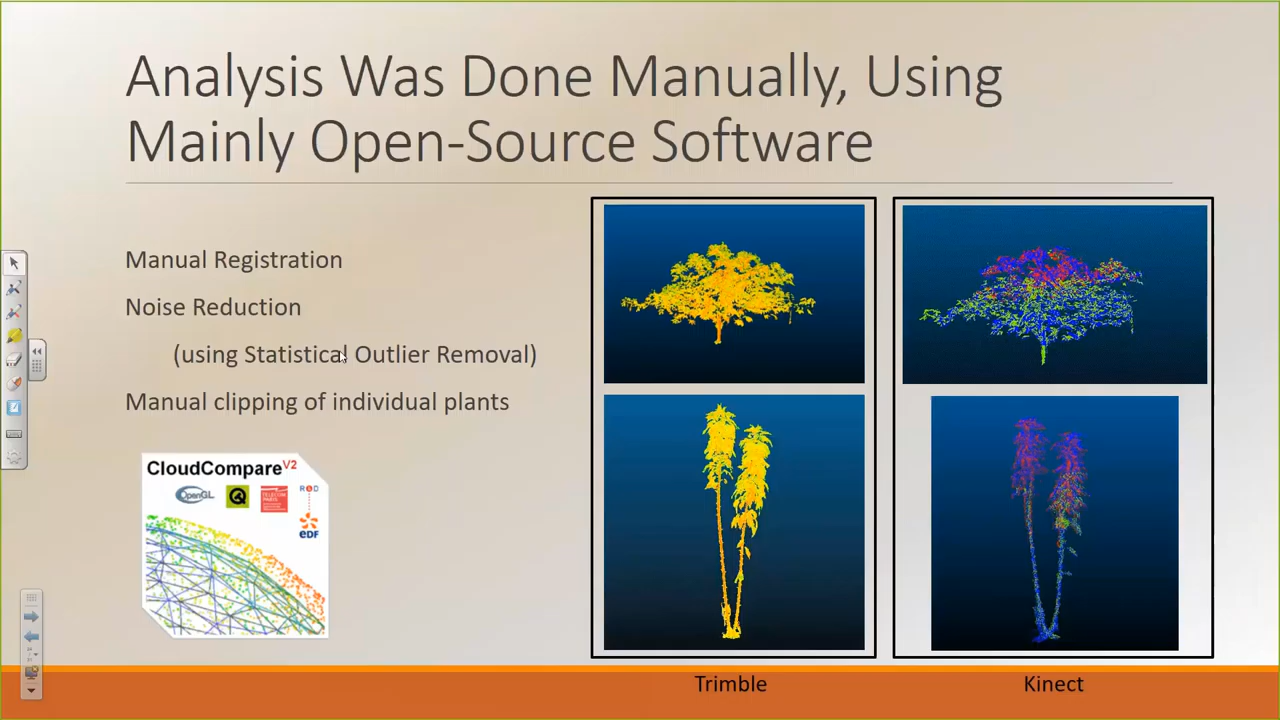 Analysis Was Done Manually, Using
Mainly Open-Source Software
Manual Registration
Noise Reduction
(using Statistical Outlier Removal)
Manual clipping of individual plants
CloudCompare V2
OpenGL
Q
TELECOM
R&D
eDF
Trimble
Kinect